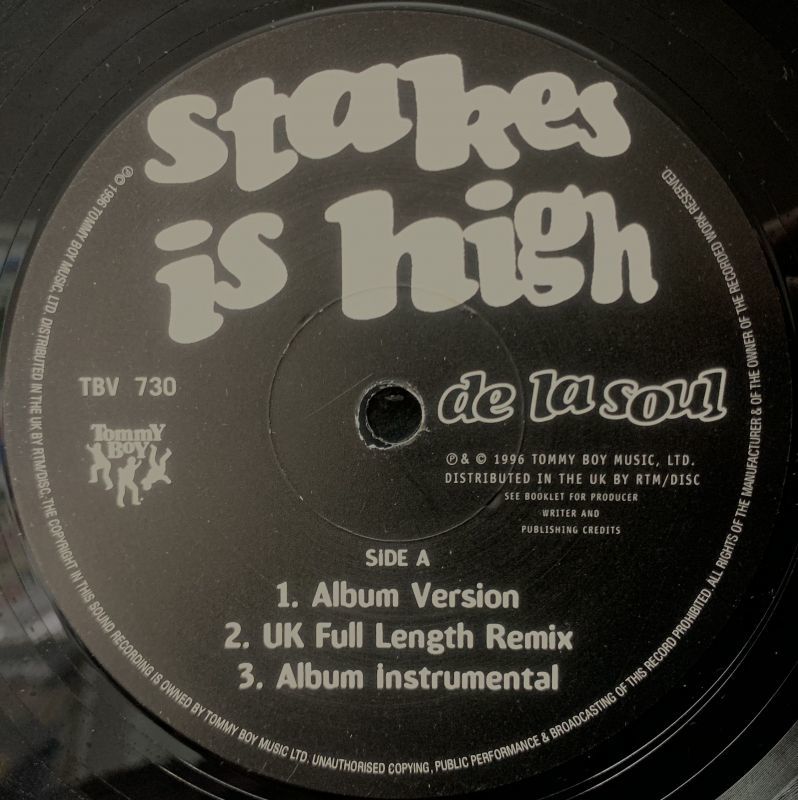 stakes
is high
TBV 730
de la soul
Tommy
Boy
℗ & © 1996 TOMMY BOY MUSIC, LTD.
DISTRIBUTED IN THE UK BY RTM/DISC
SEE BOOKLET FOR PRODUCER
WRITER AND
PUBLISHING CREDITS
SIDE A
1. Album Version
2. UK Full Length Remix
3. Album instrumental
℗© 1996 TOMMY BOY MUSIC, LTD. DISTRIBUTED IN THE UK BY RTM/DISC. THE COPYRIGHT IN THIS SOUND RECORDING IS OWNED BY TOMMY BOY MUSIC LTD. UNAUTHORISED COPYING, PUBLIC PERFORMANCE & BROADCASTING OF THIS RECORD PROHIBITED. ALL RIGHTS OF THE MANUFACTURER & OF THE OWNER OF THE RECORDED WORK RESERVED.